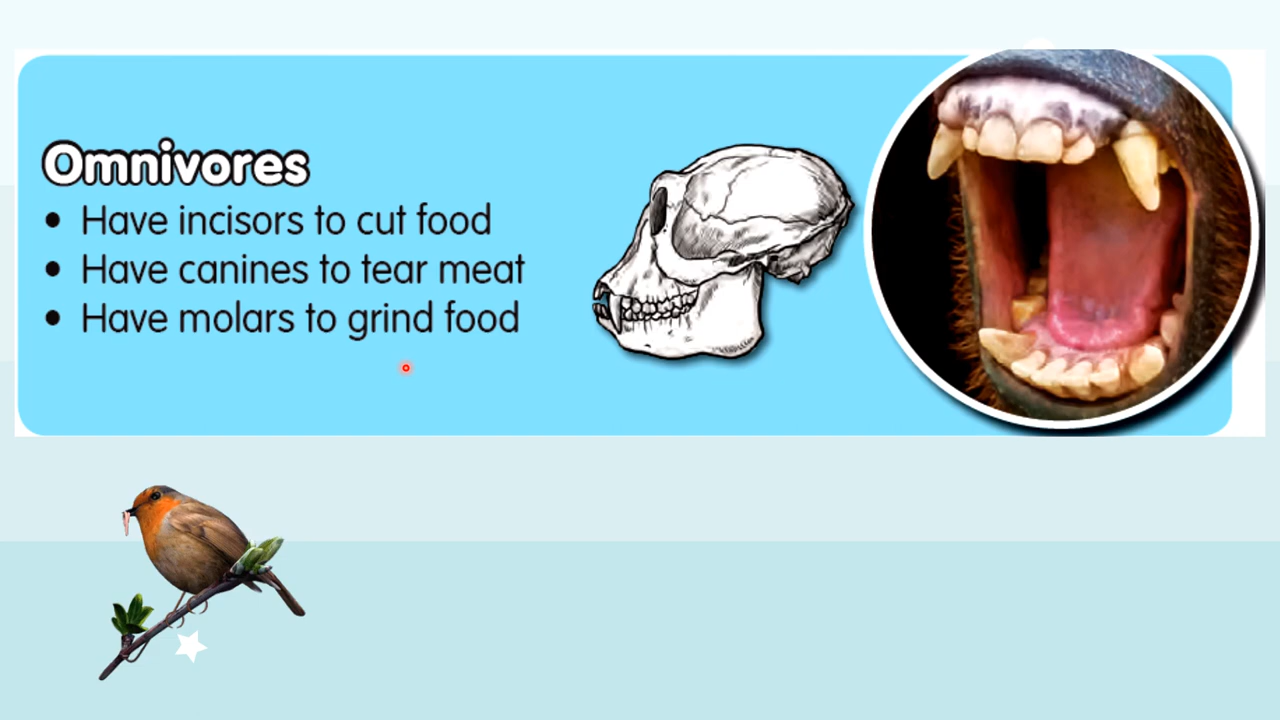 Omnivores
• Have incisors to cut food
• Have canines to tear meat
• Have molars to grind food